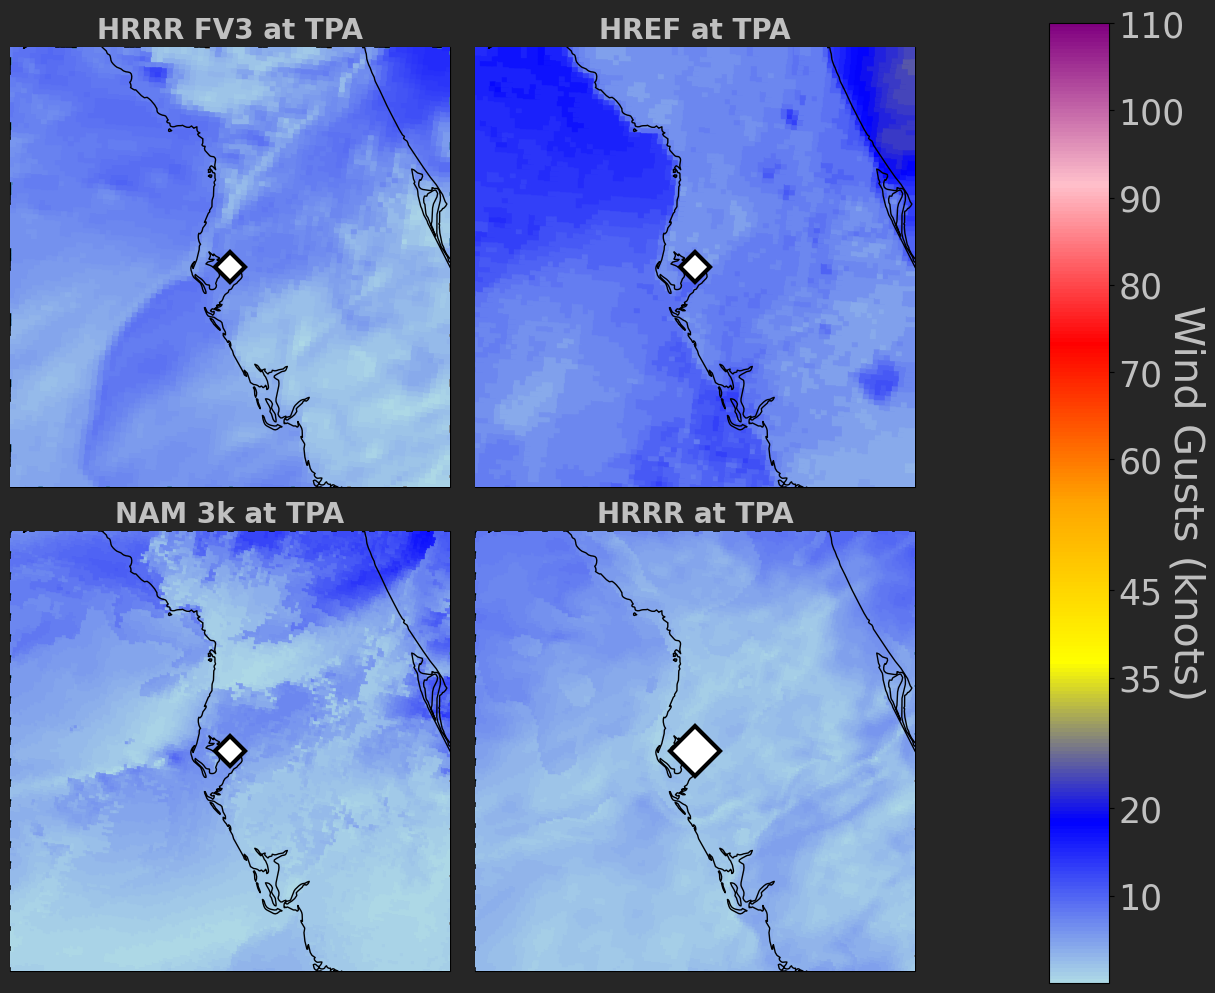 HRRR FV3 at TPA
HREF at TPA
NAM 3k at TPA
HRRR at TPA
110
100
90
80
70
60
45
35
20
10
Wind Gusts (knots)